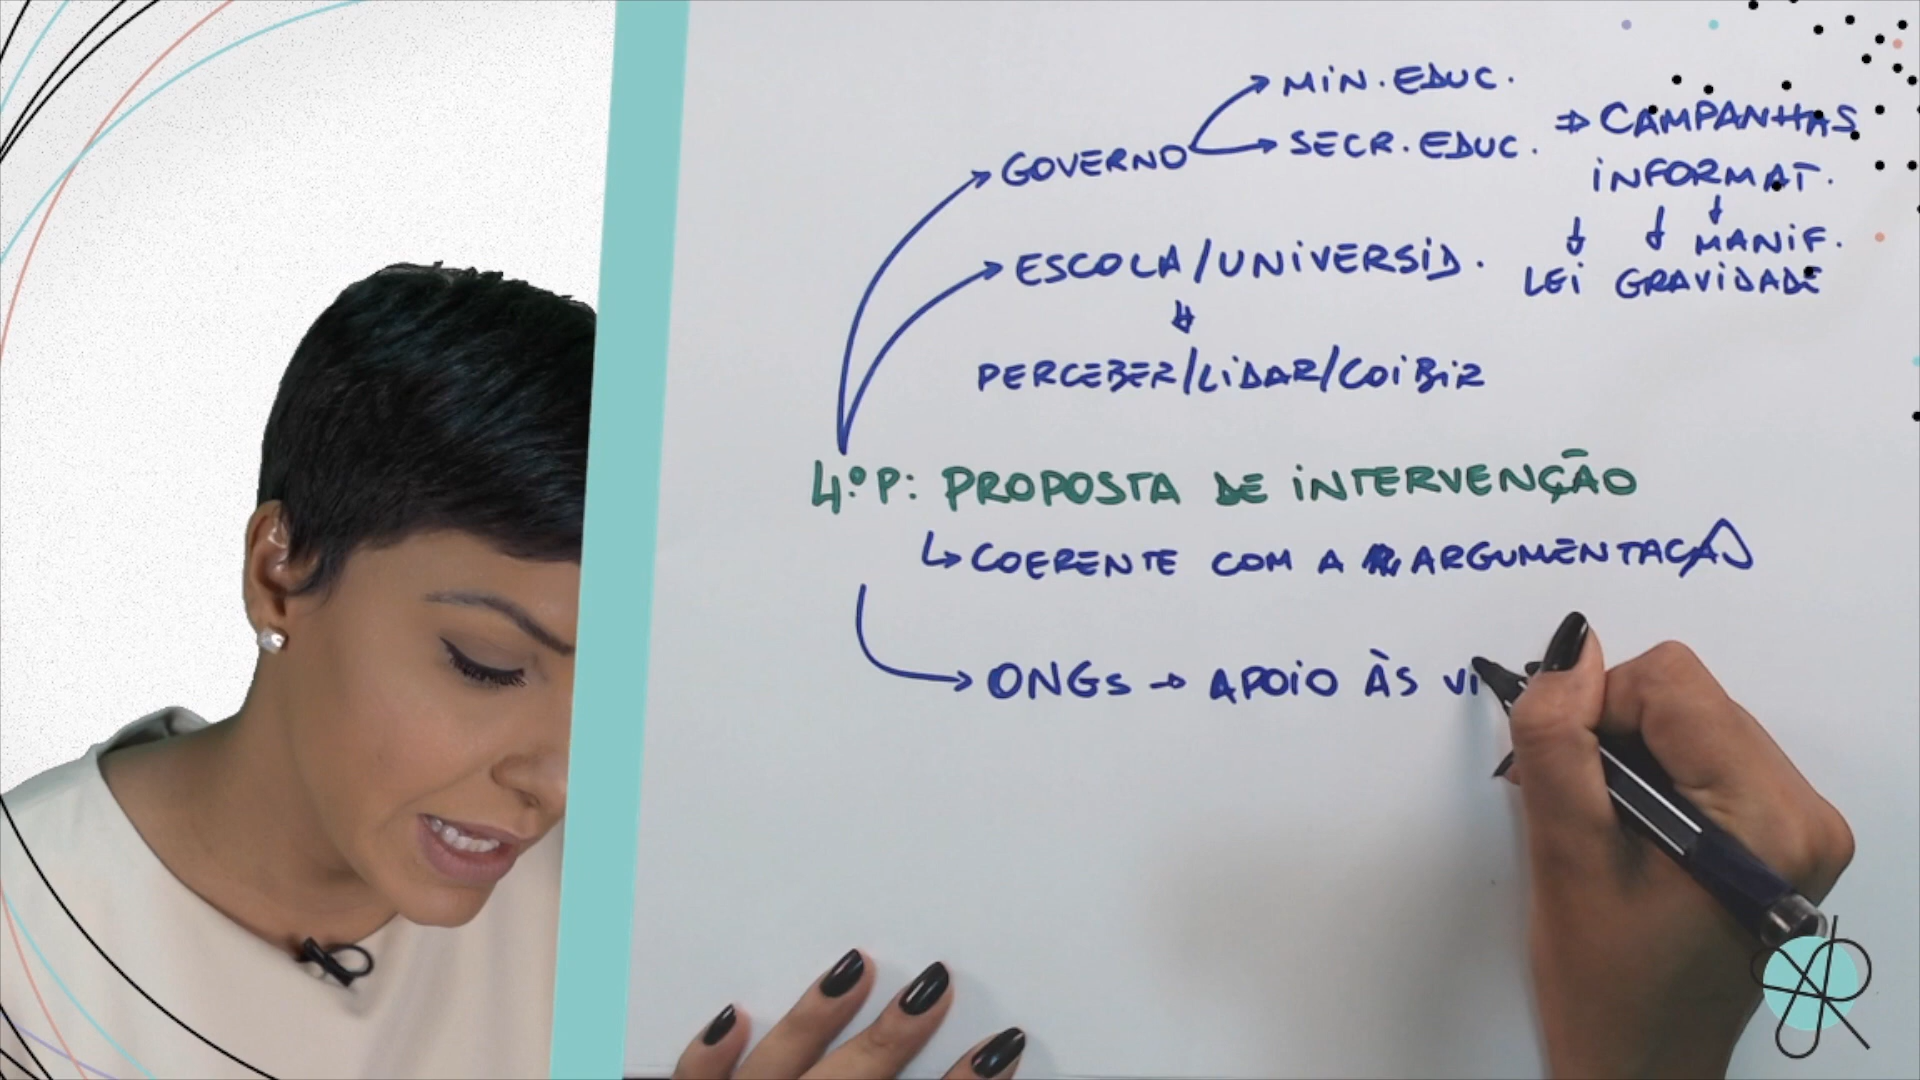 MIN. EDUC.
GOVERNO SECR. EDUC. ⇒ CAMPANHAS
INFORMAT.
MANIF.
LEI GRAVIDADE
ESCOLA/UNIVERSID.
PERCEBER/LIDAR/COIBIR
4º P: PROPOSTA DE INTERVENÇÃO
↳ COERENTE COM A ARGUMENTAÇÃO
ONGs → APOIO ÀS VI